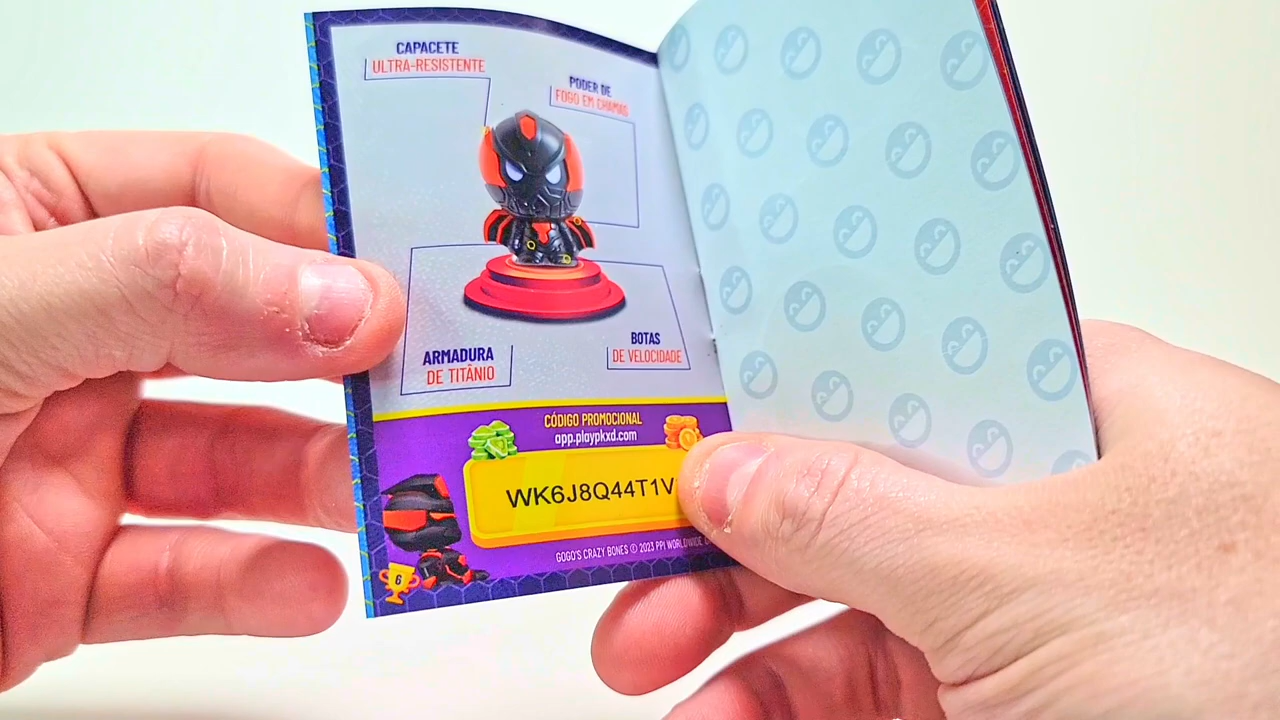 CAPACETE
ULTRA-RESISTENTE
PODER DE
FOGO EM CHAMAS
ARMADURA
DE TITÂNIO
BOTAS
DE VELOCIDADE
CÓDIGO PROMOCIONAL
app.playpkxd.com
WK6J8Q44T1V
GOGO'S CRAZY BONES © 2023 PPI WORLDWIDE
6